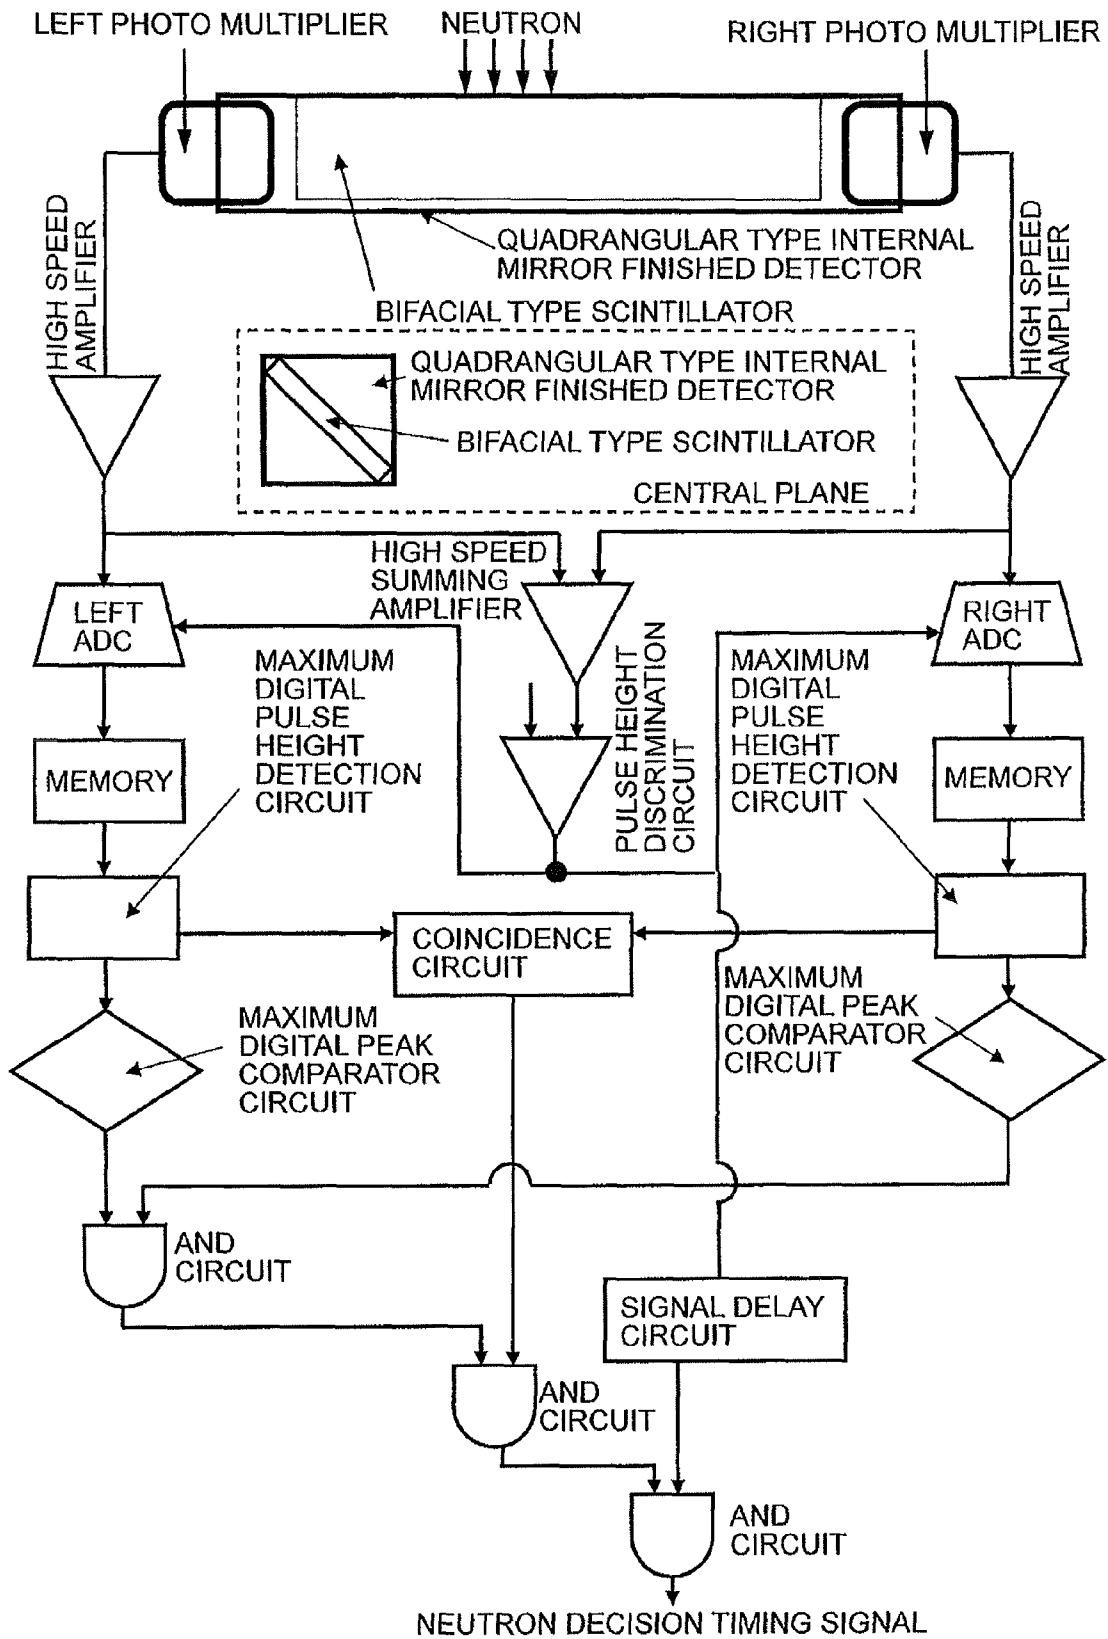 LEFT PHOTO MULTIPLIER
NEUTRON
RIGHT PHOTO MULTIPLIER
HIGH SPEED
AMPLIFIER
HIGH SPEED
AMPLIFIER
QUADRANGULAR TYPE INTERNAL
MIRROR FINISHED DETECTOR
BIFACIAL TYPE SCINTILLATOR
QUADRANGULAR TYPE INTERNAL
MIRROR FINISHED DETECTOR
BIFACIAL TYPE SCINTILLATOR
CENTRAL PLANE
HIGH SPEED
SUMMING
AMPLIFIER
LEFT
ADC
RIGHT
ADC
MAXIMUM
DIGITAL
PULSE
HEIGHT
DETECTION
CIRCUIT
PULSE HEIGHT
DISCRIMINATION
CIRCUIT
MAXIMUM
DIGITAL
PULSE
HEIGHT
DETECTION
CIRCUIT
MEMORY
MEMORY
COINCIDENCE
CIRCUIT
MAXIMUM
DIGITAL PEAK
COMPARATOR
CIRCUIT
MAXIMUM
DIGITAL PEAK
COMPARATOR
CIRCUIT
AND
CIRCUIT
SIGNAL DELAY
CIRCUIT
AND
CIRCUIT
AND
CIRCUIT
NEUTRON DECISION TIMING SIGNAL